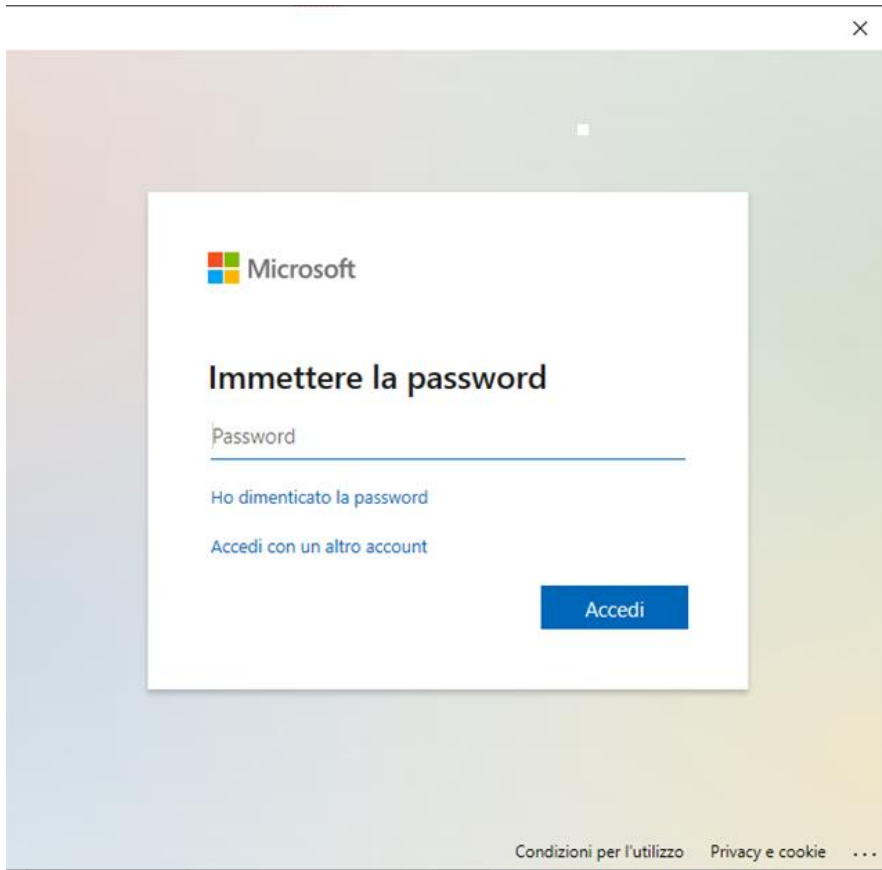 Microsoft
Immettere la password
Password
Ho dimenticato la password
Accedi con un altro account
Accedi
Condizioni per l'utilizzo Privacy e cookie ...